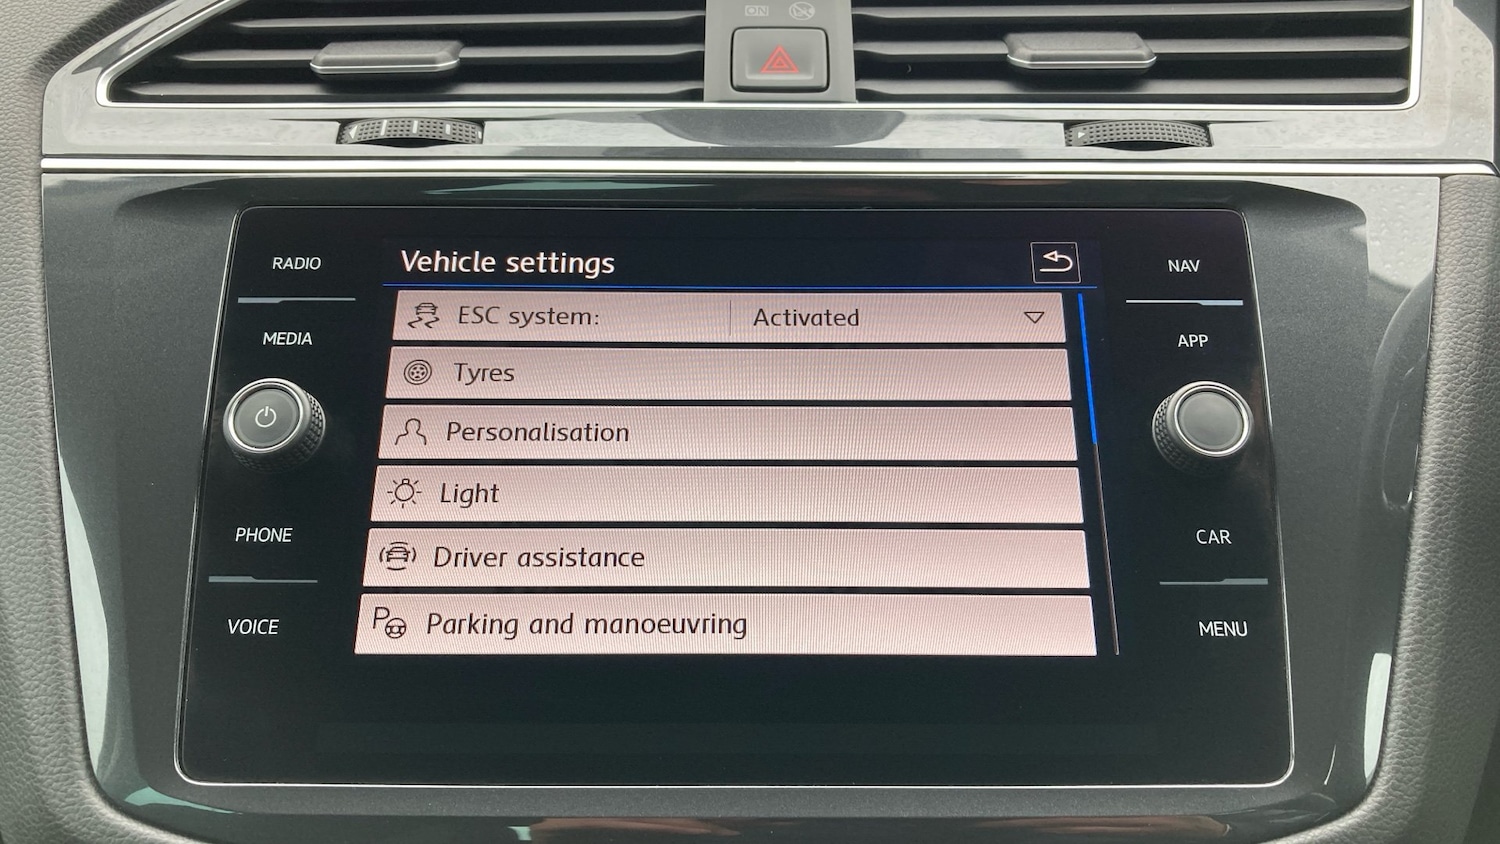 ON
RADIO
MEDIA
PHONE
VOICE
Vehicle settings
ESC system: Activated
Tyres
Personalisation
Light
Driver assistance
P Parking and manoeuvring
NAV
APP
CAR
MENU